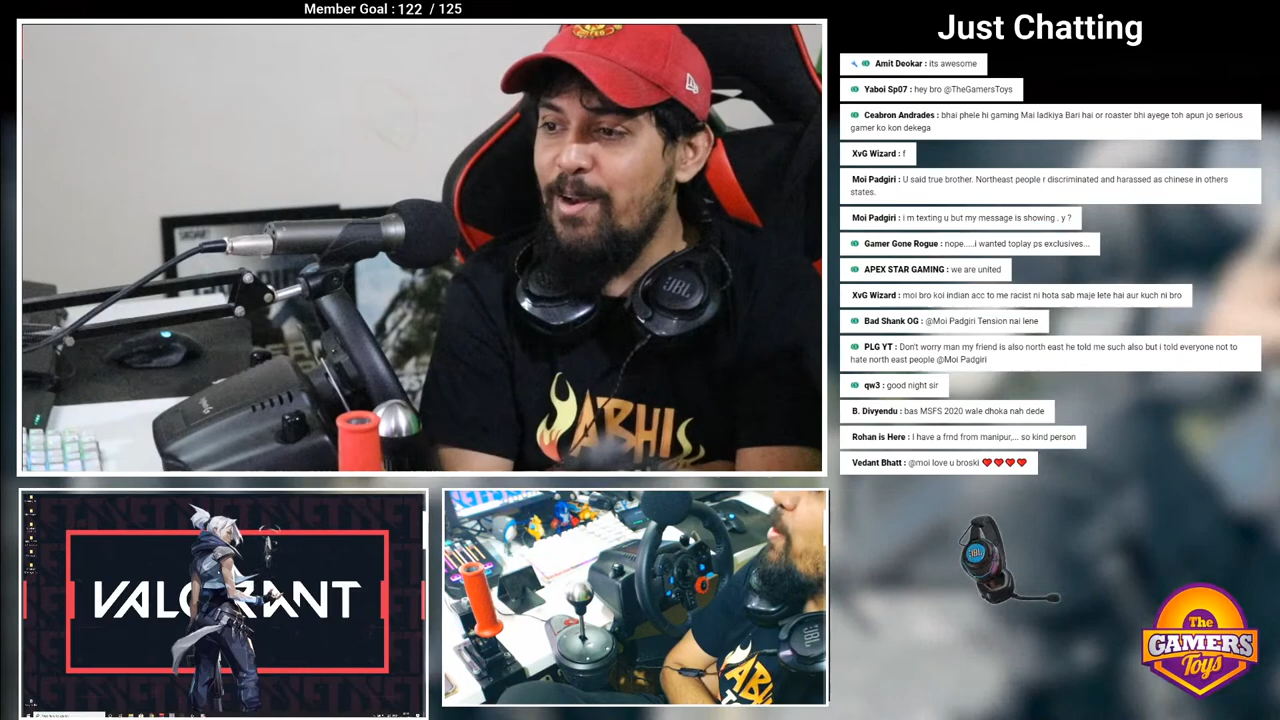 Member Goal : 122 / 125
Just Chatting
Amit Deokar : its awesome
Yaboi Sp07 : hey bro @TheGamersToys
Ceabron Andrades : bhai phele hi gaming Mai ladkiya Bari hai or roaster bhi ayege toh apun jo serious
gamer ko kon dekega
XvG Wizard : f
Moi Padgiri : U said true brother. Northeast people r discriminated and harassed as chinese in others
states.
Moi Padgiri : i m texting u but my message is showing . y ?
Gamer Gone Rogue : nope.....i wanted toplay ps exclusives...
APEX STAR GAMING : we are united
XvG Wizard : moi bro koi indian acc to me racist ni hota sab maje lete hai aur kuch ni bro
Bad Shank OG : @Moi Padgiri Tension nai lene
PLG YT : Don't worry man my friend is also north east he told me such also but i told everyone not to
hate north east people @Moi Padgiri
qw3 : good night sir
B. Divyendu : bas MSFS 2020 wale dhoka nah dede
Rohan is Here : I have a frnd from manipur,... so kind person
Vedant Bhatt : @moi love u broski ❤❤❤❤
JBL
ABHI
VALORANT
JBL
ABHI
JBL
The
GAMERS
Toys